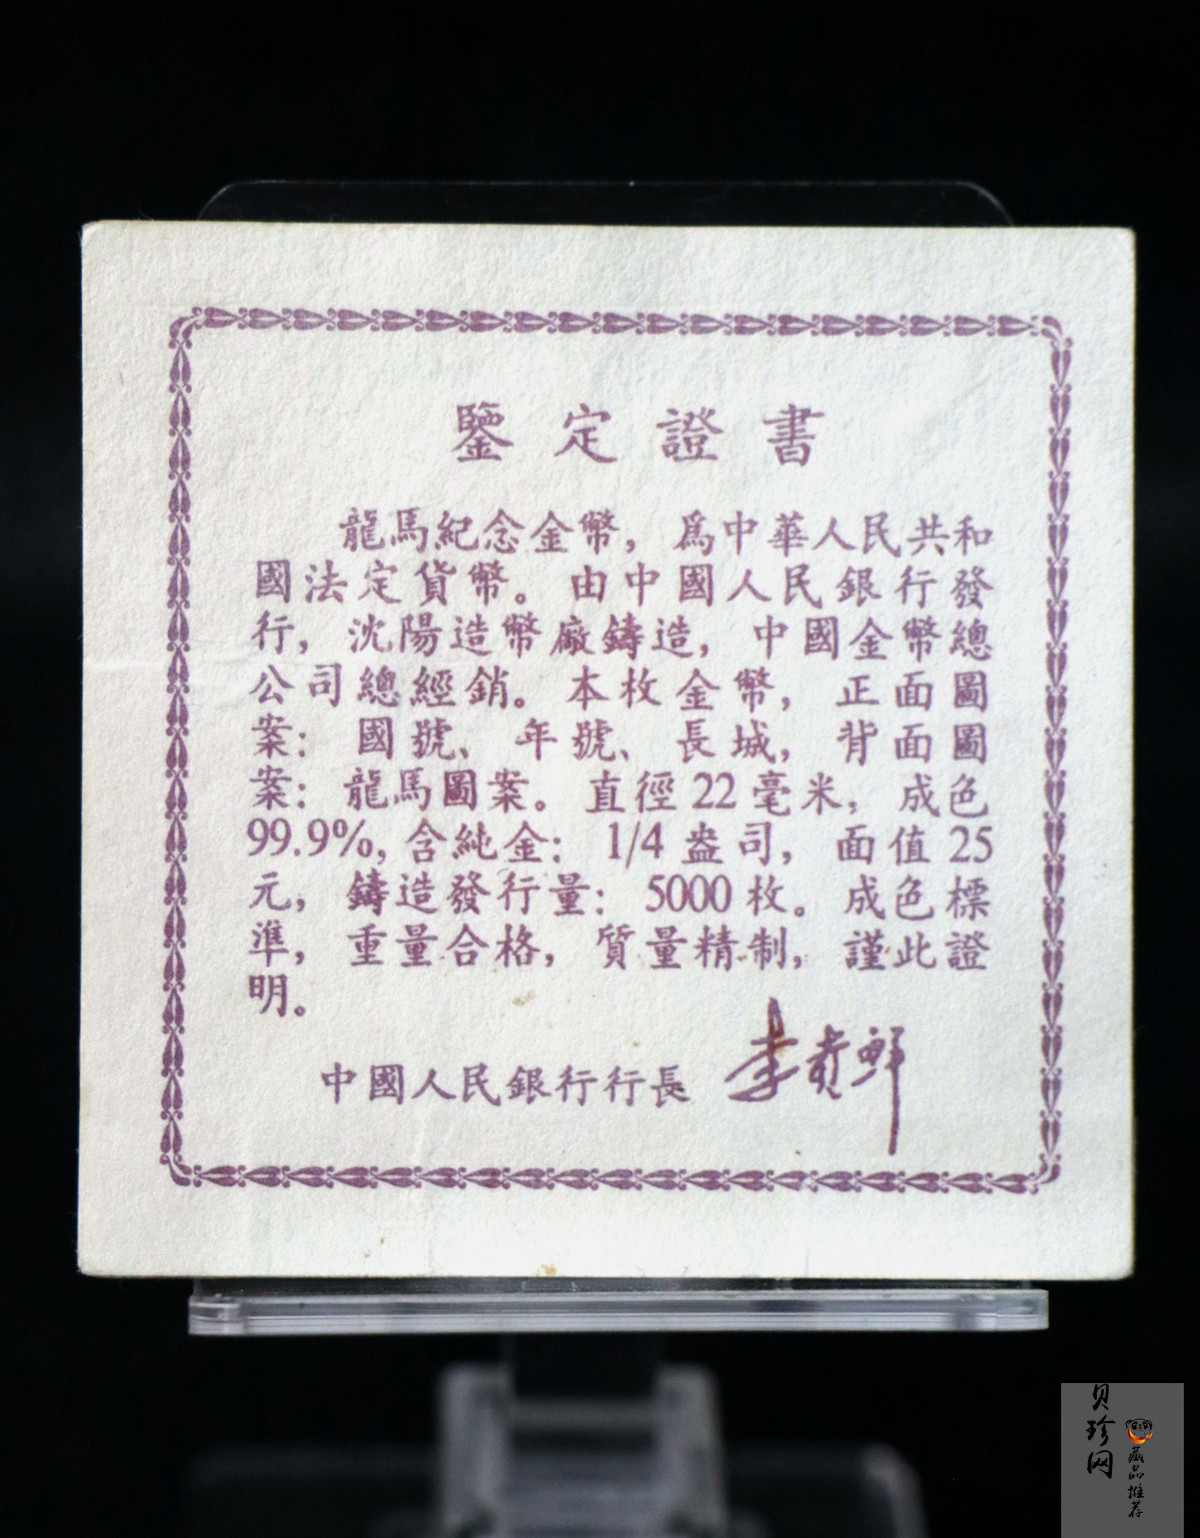 鑒定證書
龍馬紀念金幣，爲中華人民共和
國法定貨幣。由中國人民銀行發
行，沈陽造幣廠鑄造，中國金幣總
公司總經銷。本枚金幣，正面圖
案：國號、年號、長城，背面圖
案：龍馬圖案。直徑22毫米，成色
99.9%，含純金：1/4盎司，面值25
元，鑄造發行量：5000枚。成色標
準，重量合格，質量精制，謹此證
明。
中國人民銀行行長 李贵鲜
贝珍网
藏品推荐